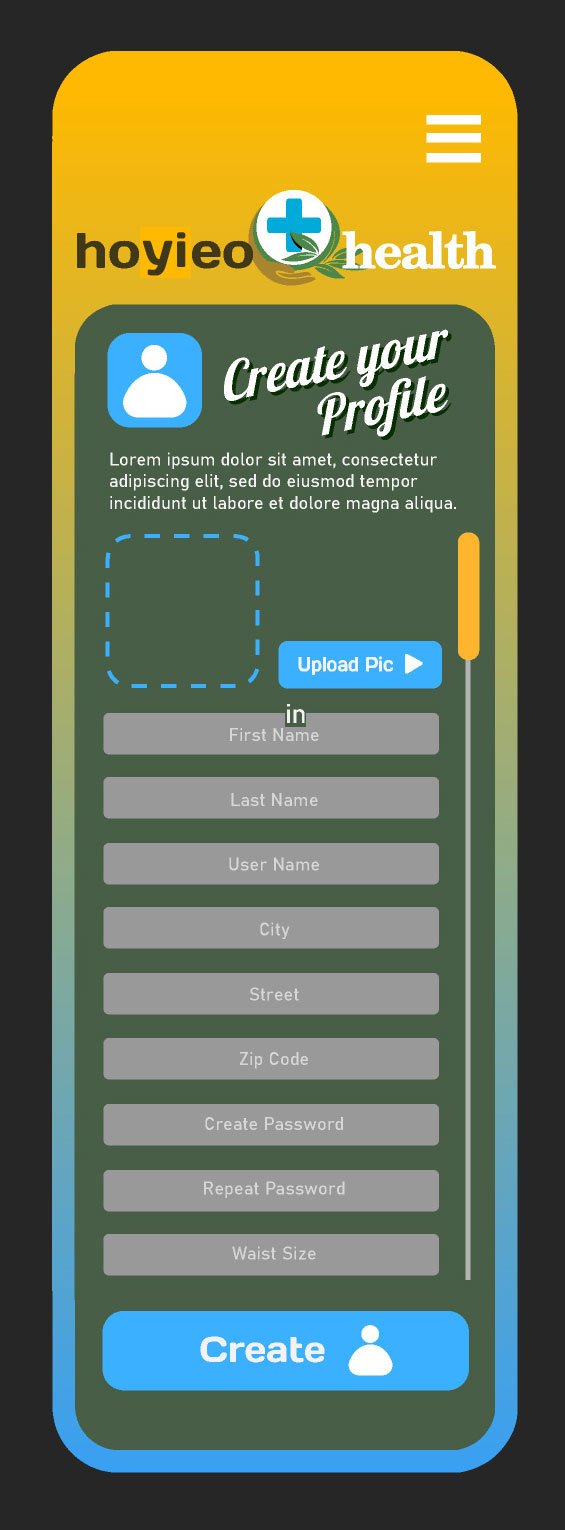 hoyieo health
Create your
Profile
Lorem ipsum dolor sit amet, consectetur
adipiscing elit, sed do eiusmod tempor
incididunt ut labore et dolore magna aliqua.
Upload Pic
in
First Name
Last Name
User Name
City
Street
Zip Code
Create Password
Repeat Password
Waist Size
Create